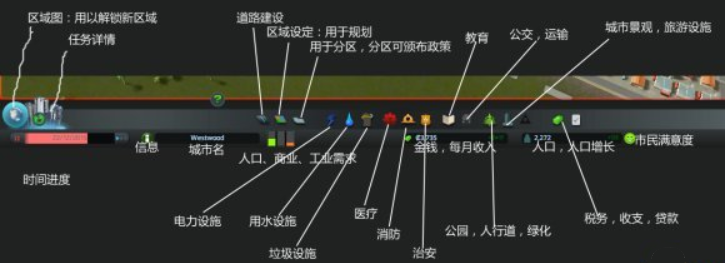 区域图：用以解锁新区域
任务详情
道路建设
区域设定：用于规划
用于分区，分区可颁布政策
教育
公交，运输
城市景观，旅游设施
信息
Westwood
城市名
人口、商业、工业需求
金钱，每月收入
2,272
人口，人口增长
市民满意度
时间进度
电力设施
用水设施
垃圾设施
医疗
消防
治安
公园，人行道，绿化
税务，收支，贷款